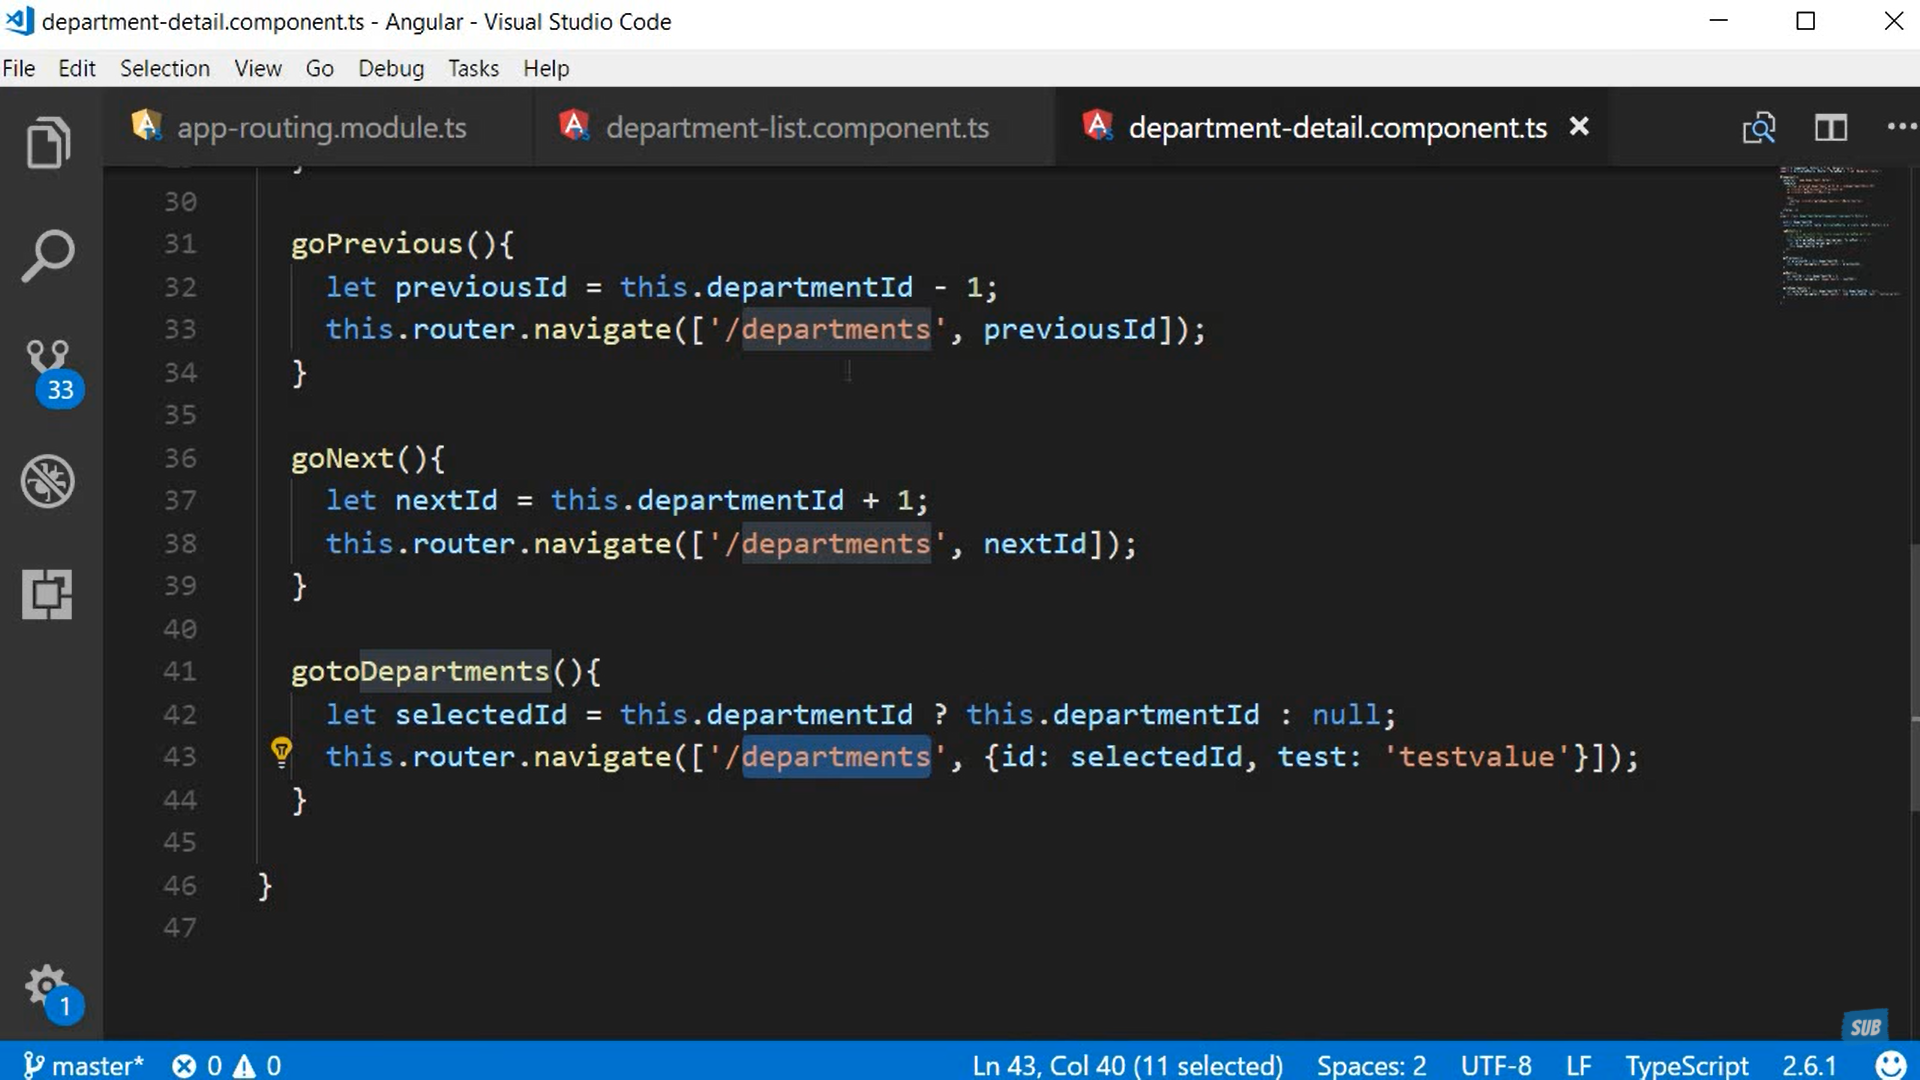 department-detail.component.ts - Angular - Visual Studio Code
File Edit Selection View Go Debug Tasks Help
app-routing.module.ts department-list.component.ts department-detail.component.ts
}
30
31 goPrevious(){
32 let previousId = this.departmentId - 1;
33 this.router.navigate(['/departments', previousId]);
34 }
35
36 goNext(){
37 let nextId = this.departmentId + 1;
38 this.router.navigate(['/departments', nextId]);
39 }
40
41 gotoDepartments(){
42 let selectedId = this.departmentId ? this.departmentId : null;
43 this.router.navigate(['/departments', {id: selectedId, test: 'testvalue'}]);
44 }
45
46 }
47
33
1
SUB
master* 0 0 Ln 43, Col 40 (11 selected) Spaces: 2 UTF-8 LF TypeScript 2.6.1